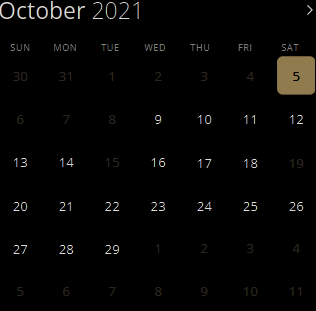 October 2021
SUN MON TUE WED THU FRI SAT
30 31 1 2 3 4 5
6 7 8 9 10 11 12
13 14 15 16 17 18 19
20 21 22 23 24 25 26
27 28 29 1 2 3 4
5 6 7 8 9 10 11